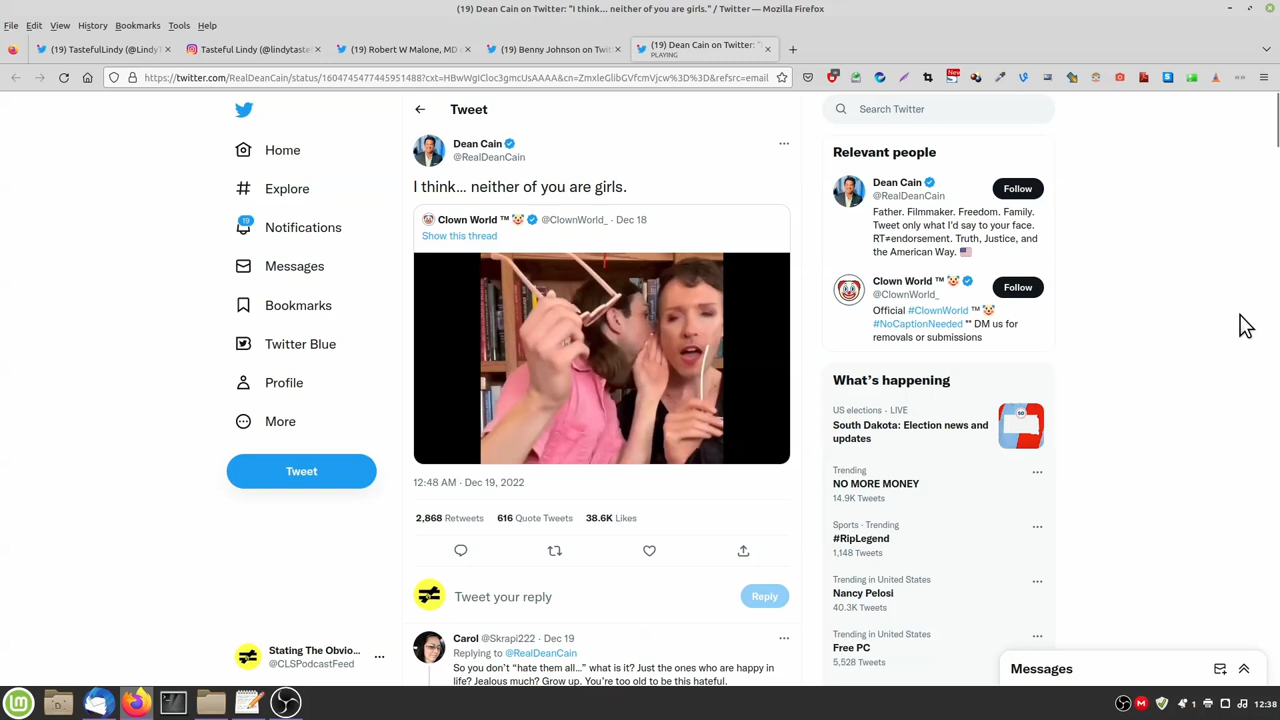 (19) Dean Cain on Twitter: "I think... neither of you are girls." / Twitter — Mozilla Firefox
File Edit View History Bookmarks Tools Help
(19) TastefulLindy (@Lindy
Tasteful Lindy (@lindytaste
(19) Robert W Malone, MD
(19) Benny Johnson on Twit
(19) Dean Cain on Twitter: "
PLAYING
https://twitter.com/RealDeanCain/status/1604745477445951488?cxt=HBwWgICloc3gmcUsAAAA&cn=ZmxleGlibGVfcmVjcw%3D%3D&refsrc=email
New
Tweet
Search Twitter
Home
Explore
19
Notifications
Messages
Bookmarks
Twitter Blue
Profile
More
Tweet
Stating The Obvio...
@CLSPodcastFeed
Dean Cain
@RealDeanCain
I think... neither of you are girls.
Clown World ™ 🤡 @ClownWorld_ · Dec 18
Show this thread
12:48 AM · Dec 19, 2022
2,868 Retweets 616 Quote Tweets 38.6K Likes
Tweet your reply
Reply
Carol @Skrapi222 · Dec 19
Replying to @RealDeanCain
So you don't "hate them all..." what is it? Just the ones who are happy in
life? Jealous much? Grow up. You're too old to be this hateful.
Relevant people
Dean Cain
@RealDeanCain
Follow
Father. Filmmaker. Freedom. Family.
Tweet only what I'd say to your face.
RT≠endorsement. Truth, Justice, and
the American Way. 🇺🇸
Clown World ™ 🤡
@ClownWorld_
Follow
Official #ClownWorld ™ 🤡
#NoCaptionNeeded "" DM us for
removals or submissions
What's happening
US elections · LIVE
South Dakota: Election news and
updates
Trending
NO MORE MONEY
14.9K Tweets
Sports · Trending
#RipLegend
1,148 Tweets
Trending in United States
Nancy Pelosi
40.3K Tweets
Trending in United States
Free PC
5,528 Tweets
Messages
1
12:38